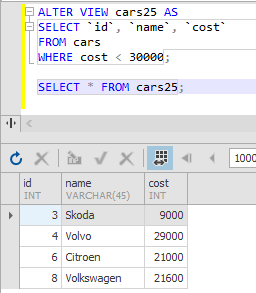 ALTER VIEW cars25 AS
SELECT `id`, `name`, `cost`
FROM cars
WHERE cost < 30000;
SELECT * FROM cars25;
1000
id name cost
INT VARCHAR(45) INT
3 Skoda 9000
4 Volvo 29000
6 Citroen 21000
8 Volkswagen 21600